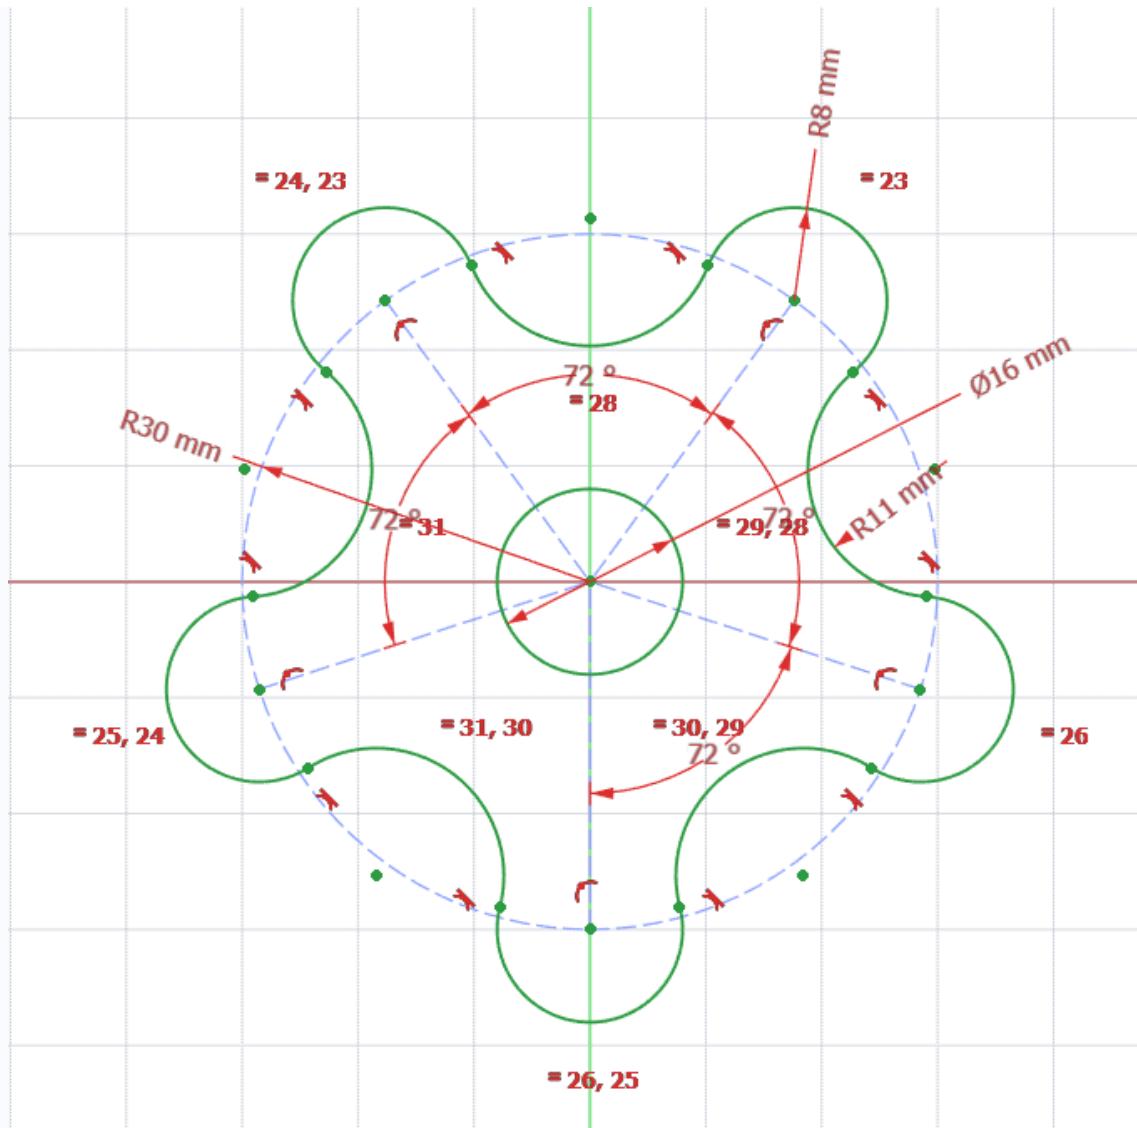 R8 mm
= 24, 23
= 23
Ø16 mm
72 °
= 28
R30 mm
72 °
= 31
72 °
= 29, 28
R11 mm
= 25, 24
= 31, 30
= 30, 29
72 °
= 26
= 26, 25